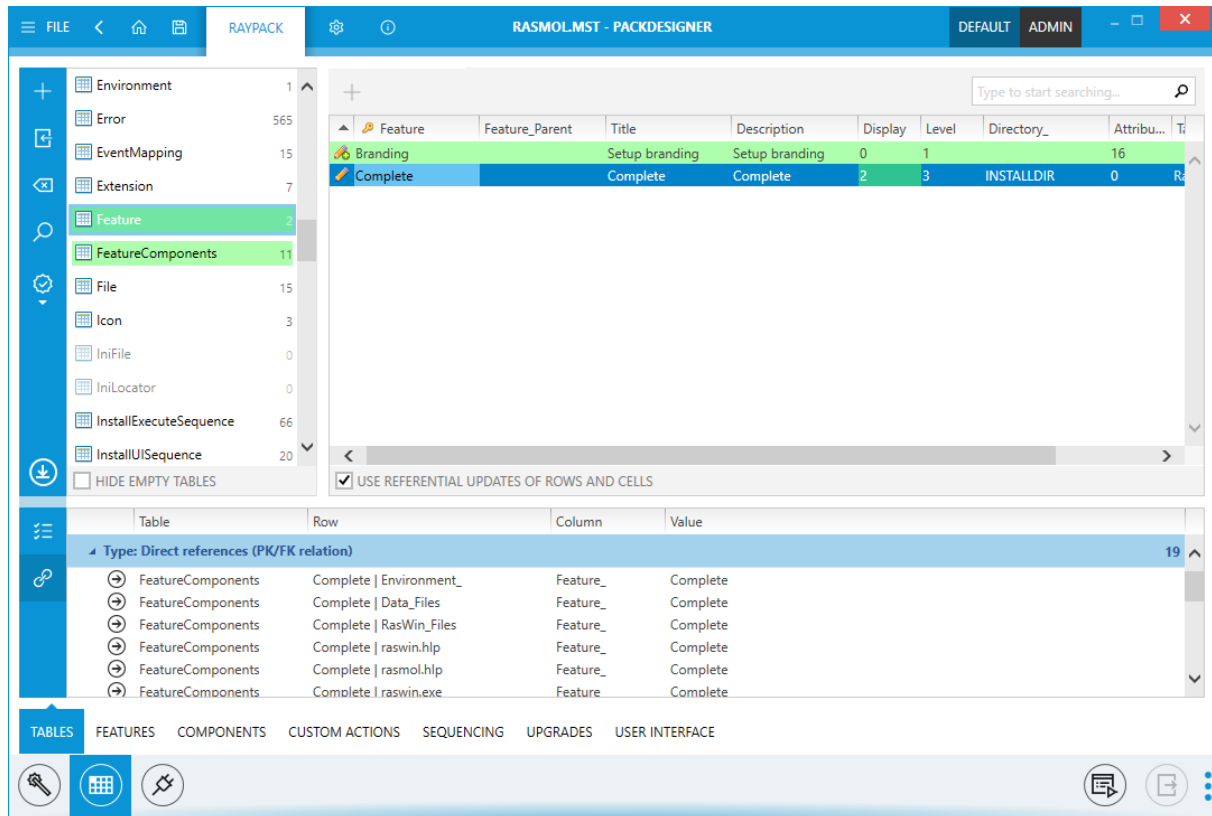 FILE RAYPACK RASMOL.MST - PACKDESIGNER DEFAULT ADMIN
Environment 1
Error 565
EventMapping 15
Extension 7
Feature 2
FeatureComponents 11
File 15
Icon 3
IniFile 0
IniLocator 0
InstallExecuteSequence 66
InstallUISequence 20
HIDE EMPTY TABLES
Type to start searching...
Feature Feature_Parent Title Description Display Level Directory_ Attribu...
Branding Setup branding Setup branding 0 1 16
Complete Complete Complete 2 3 INSTALLDIR 0 Ra
USE REFERENTIAL UPDATES OF ROWS AND CELLS
Table Row Column Value
Type: Direct references (PK/FK relation) 19
FeatureComponents Complete | Environment_ Feature_ Complete
FeatureComponents Complete | Data_Files Feature_ Complete
FeatureComponents Complete | RasWin_Files Feature_ Complete
FeatureComponents Complete | raswin.hlp Feature_ Complete
FeatureComponents Complete | rasmol.hlp Feature_ Complete
FeatureComponents Complete | raswin.exe Feature Complete
TABLES FEATURES COMPONENTS CUSTOM ACTIONS SEQUENCING UPGRADES USER INTERFACE